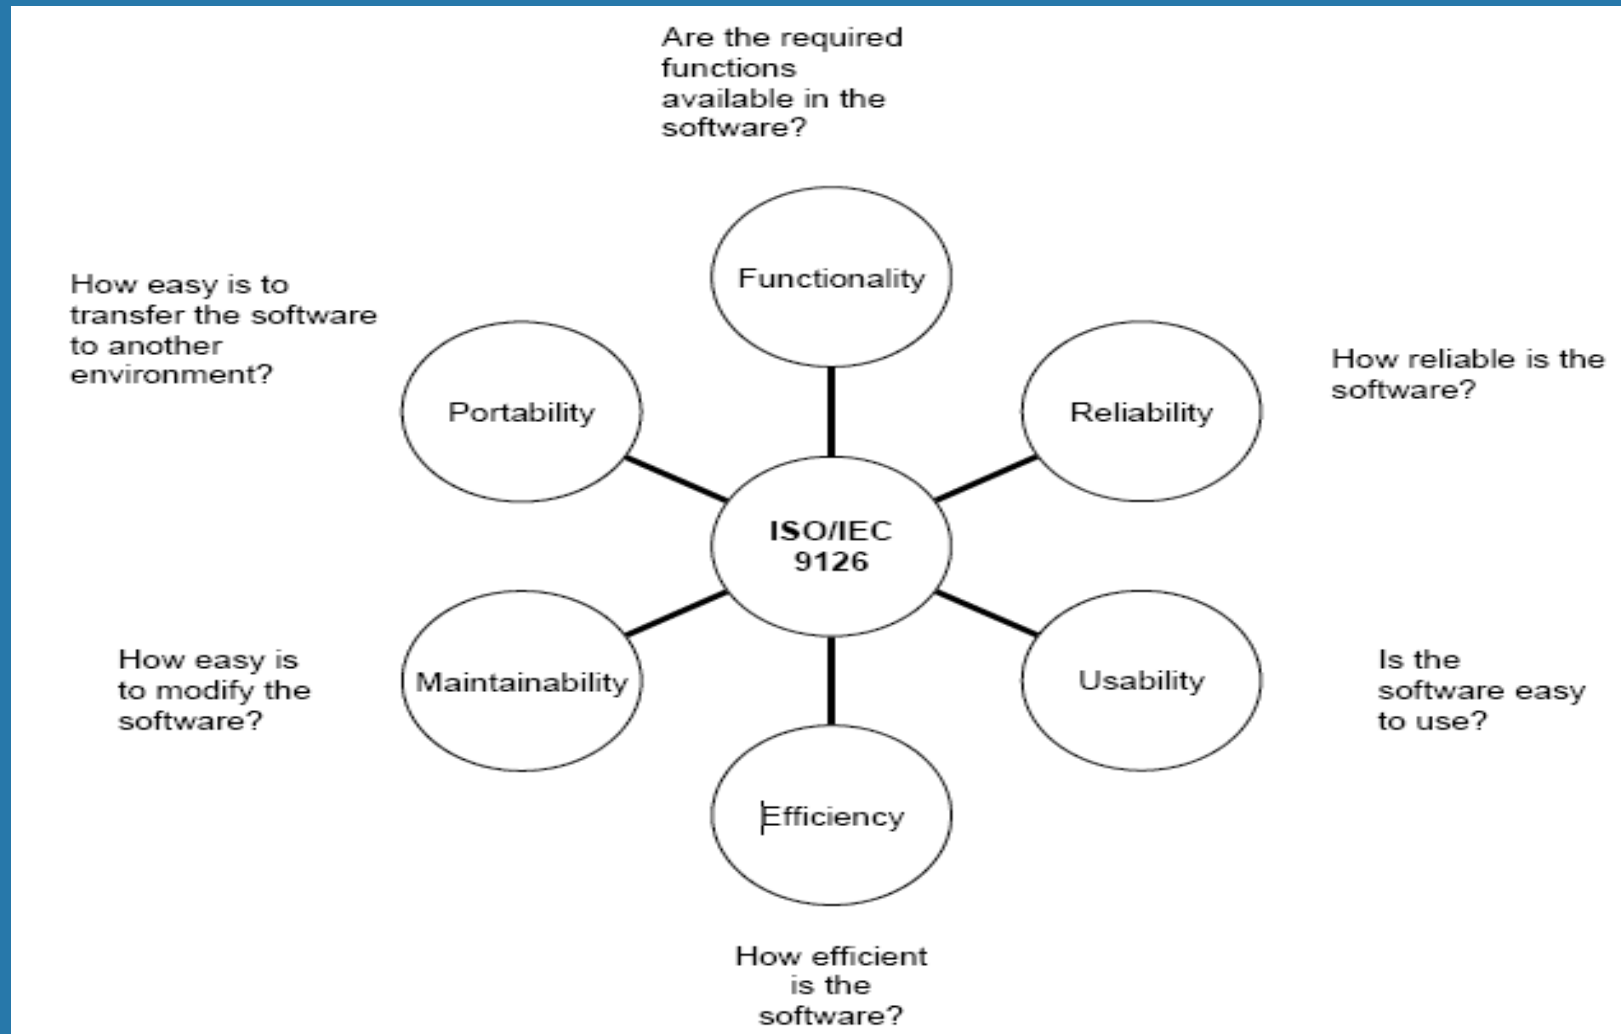 Are the required
functions
available in the
software?
Functionality
How easy is to
transfer the software
to another
environment?
Portability
Reliability
How reliable is the
software?
ISO/IEC
9126
How easy is
to modify the
software?
Maintainability
Usability
Is the
software easy
to use?
Efficiency
How efficient
is the
software?